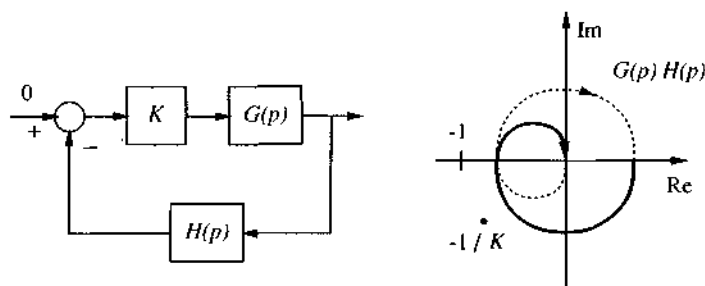 0
+
−
K
G(p)
H(p)
Im
G(p) H(p)
-1
Re
-1 / K